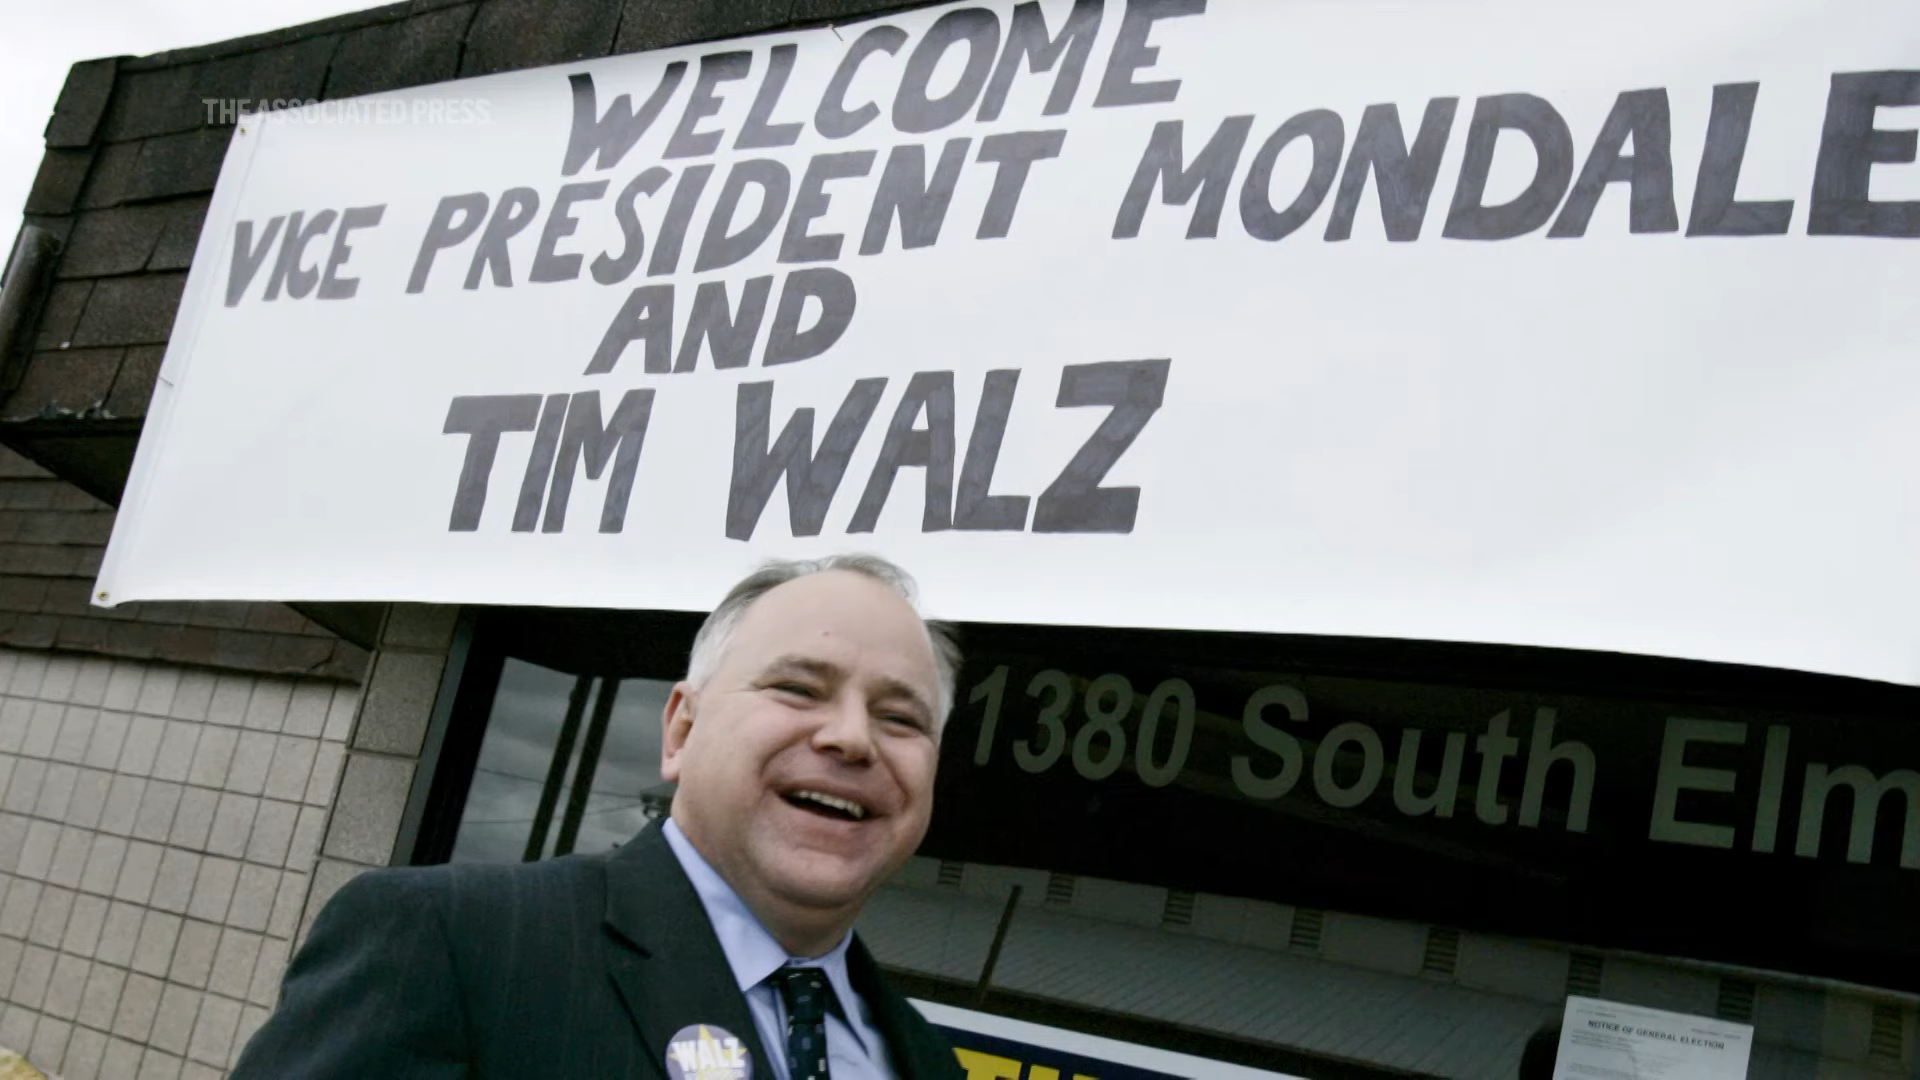 THE ASSOCIATED PRESS
WELCOME
VICE PRESIDENT MONDALE
AND
TIM WALZ
1380 South Elm
WALZ
NOTICE OF GENERAL ELECTION